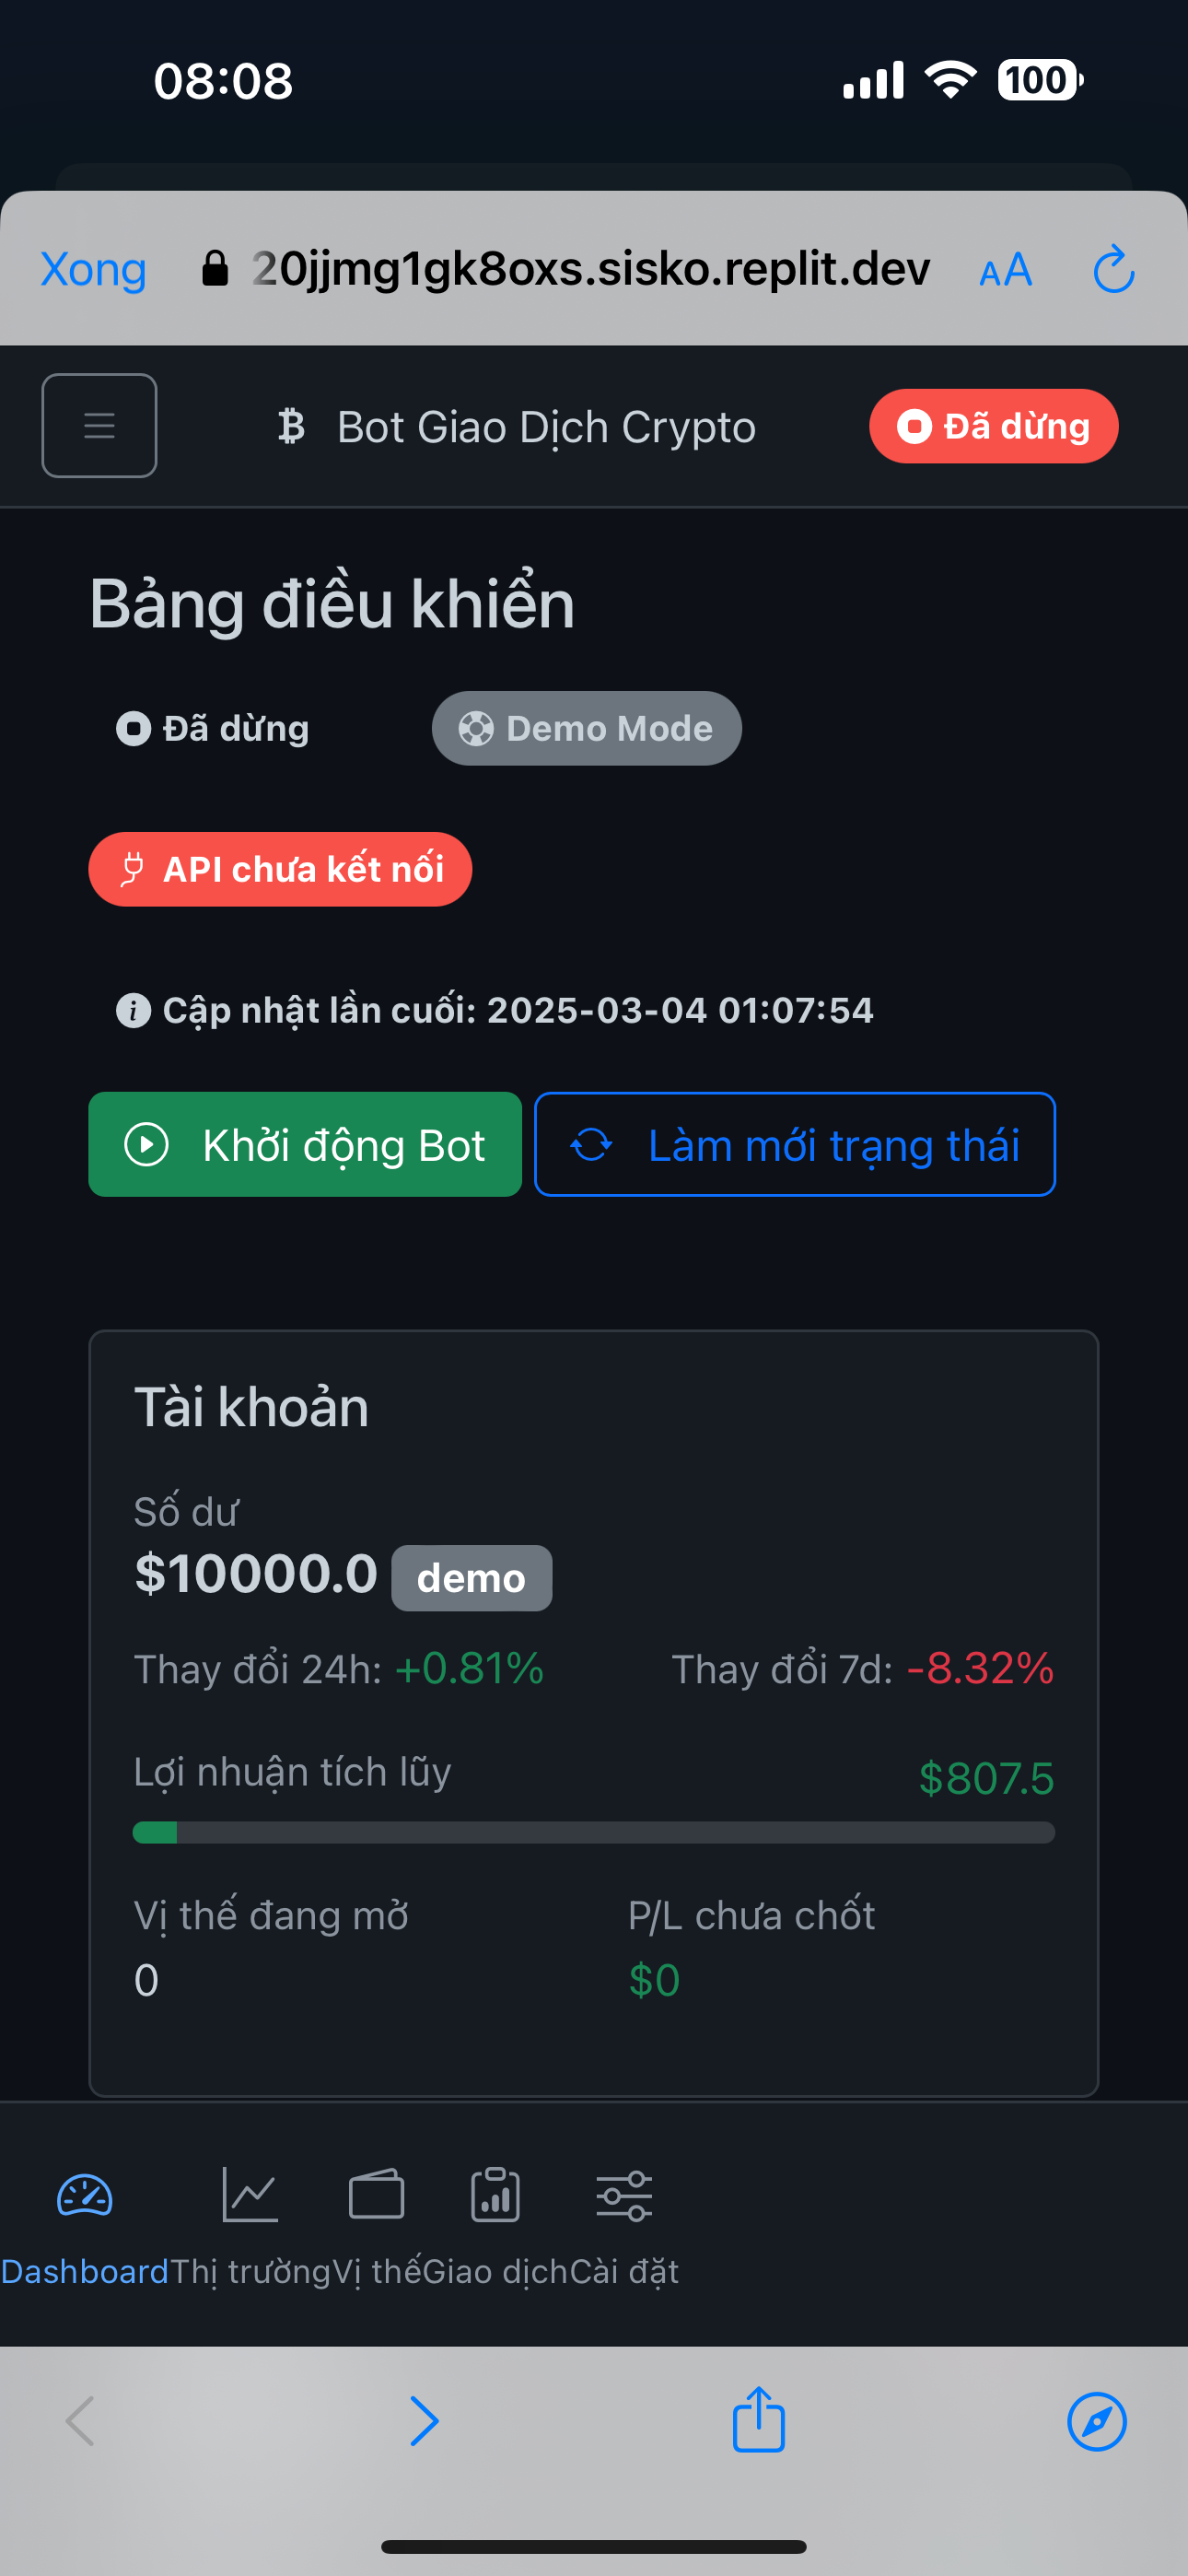 08:08
100
Xong 20jjmg1gk8oxs.sisko.replit.dev AA
Bot Giao Dịch Crypto Đã dừng
Bảng điều khiển
Đã dừng Demo Mode
API chưa kết nối
Cập nhật lần cuối: 2025-03-04 01:07:54
Khởi động Bot Làm mới trạng thái
Tài khoản
Số dư
$10000.0 demo
Thay đổi 24h: +0.81% Thay đổi 7d: -8.32%
Lợi nhuận tích lũy $807.5
Vị thế đang mở P/L chưa chốt
0 $0
Dashboard Thị trường Vị thế Giao dịch Cài đặt